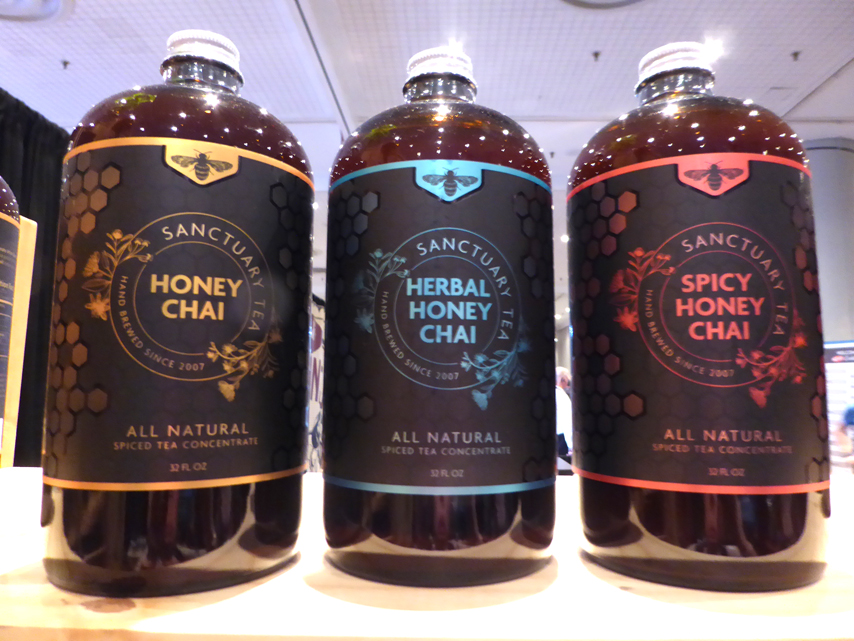 SANCTUARY TEA
HONEY
CHAI
HAND BREWED SINCE 2007
ALL NATURAL
SPICED TEA CONCENTRATE
32 FL OZ
SANCTUARY TEA
HERBAL
HONEY
CHAI
HAND BREWED SINCE 2007
ALL NATURAL
SPICED TEA CONCENTRATE
32 FL OZ
SANCTUARY TEA
SPICY
HONEY
CHAI
HAND BREWED SINCE 2007
ALL NATURAL
SPICED TEA CONCENTRATE
32 FL OZ